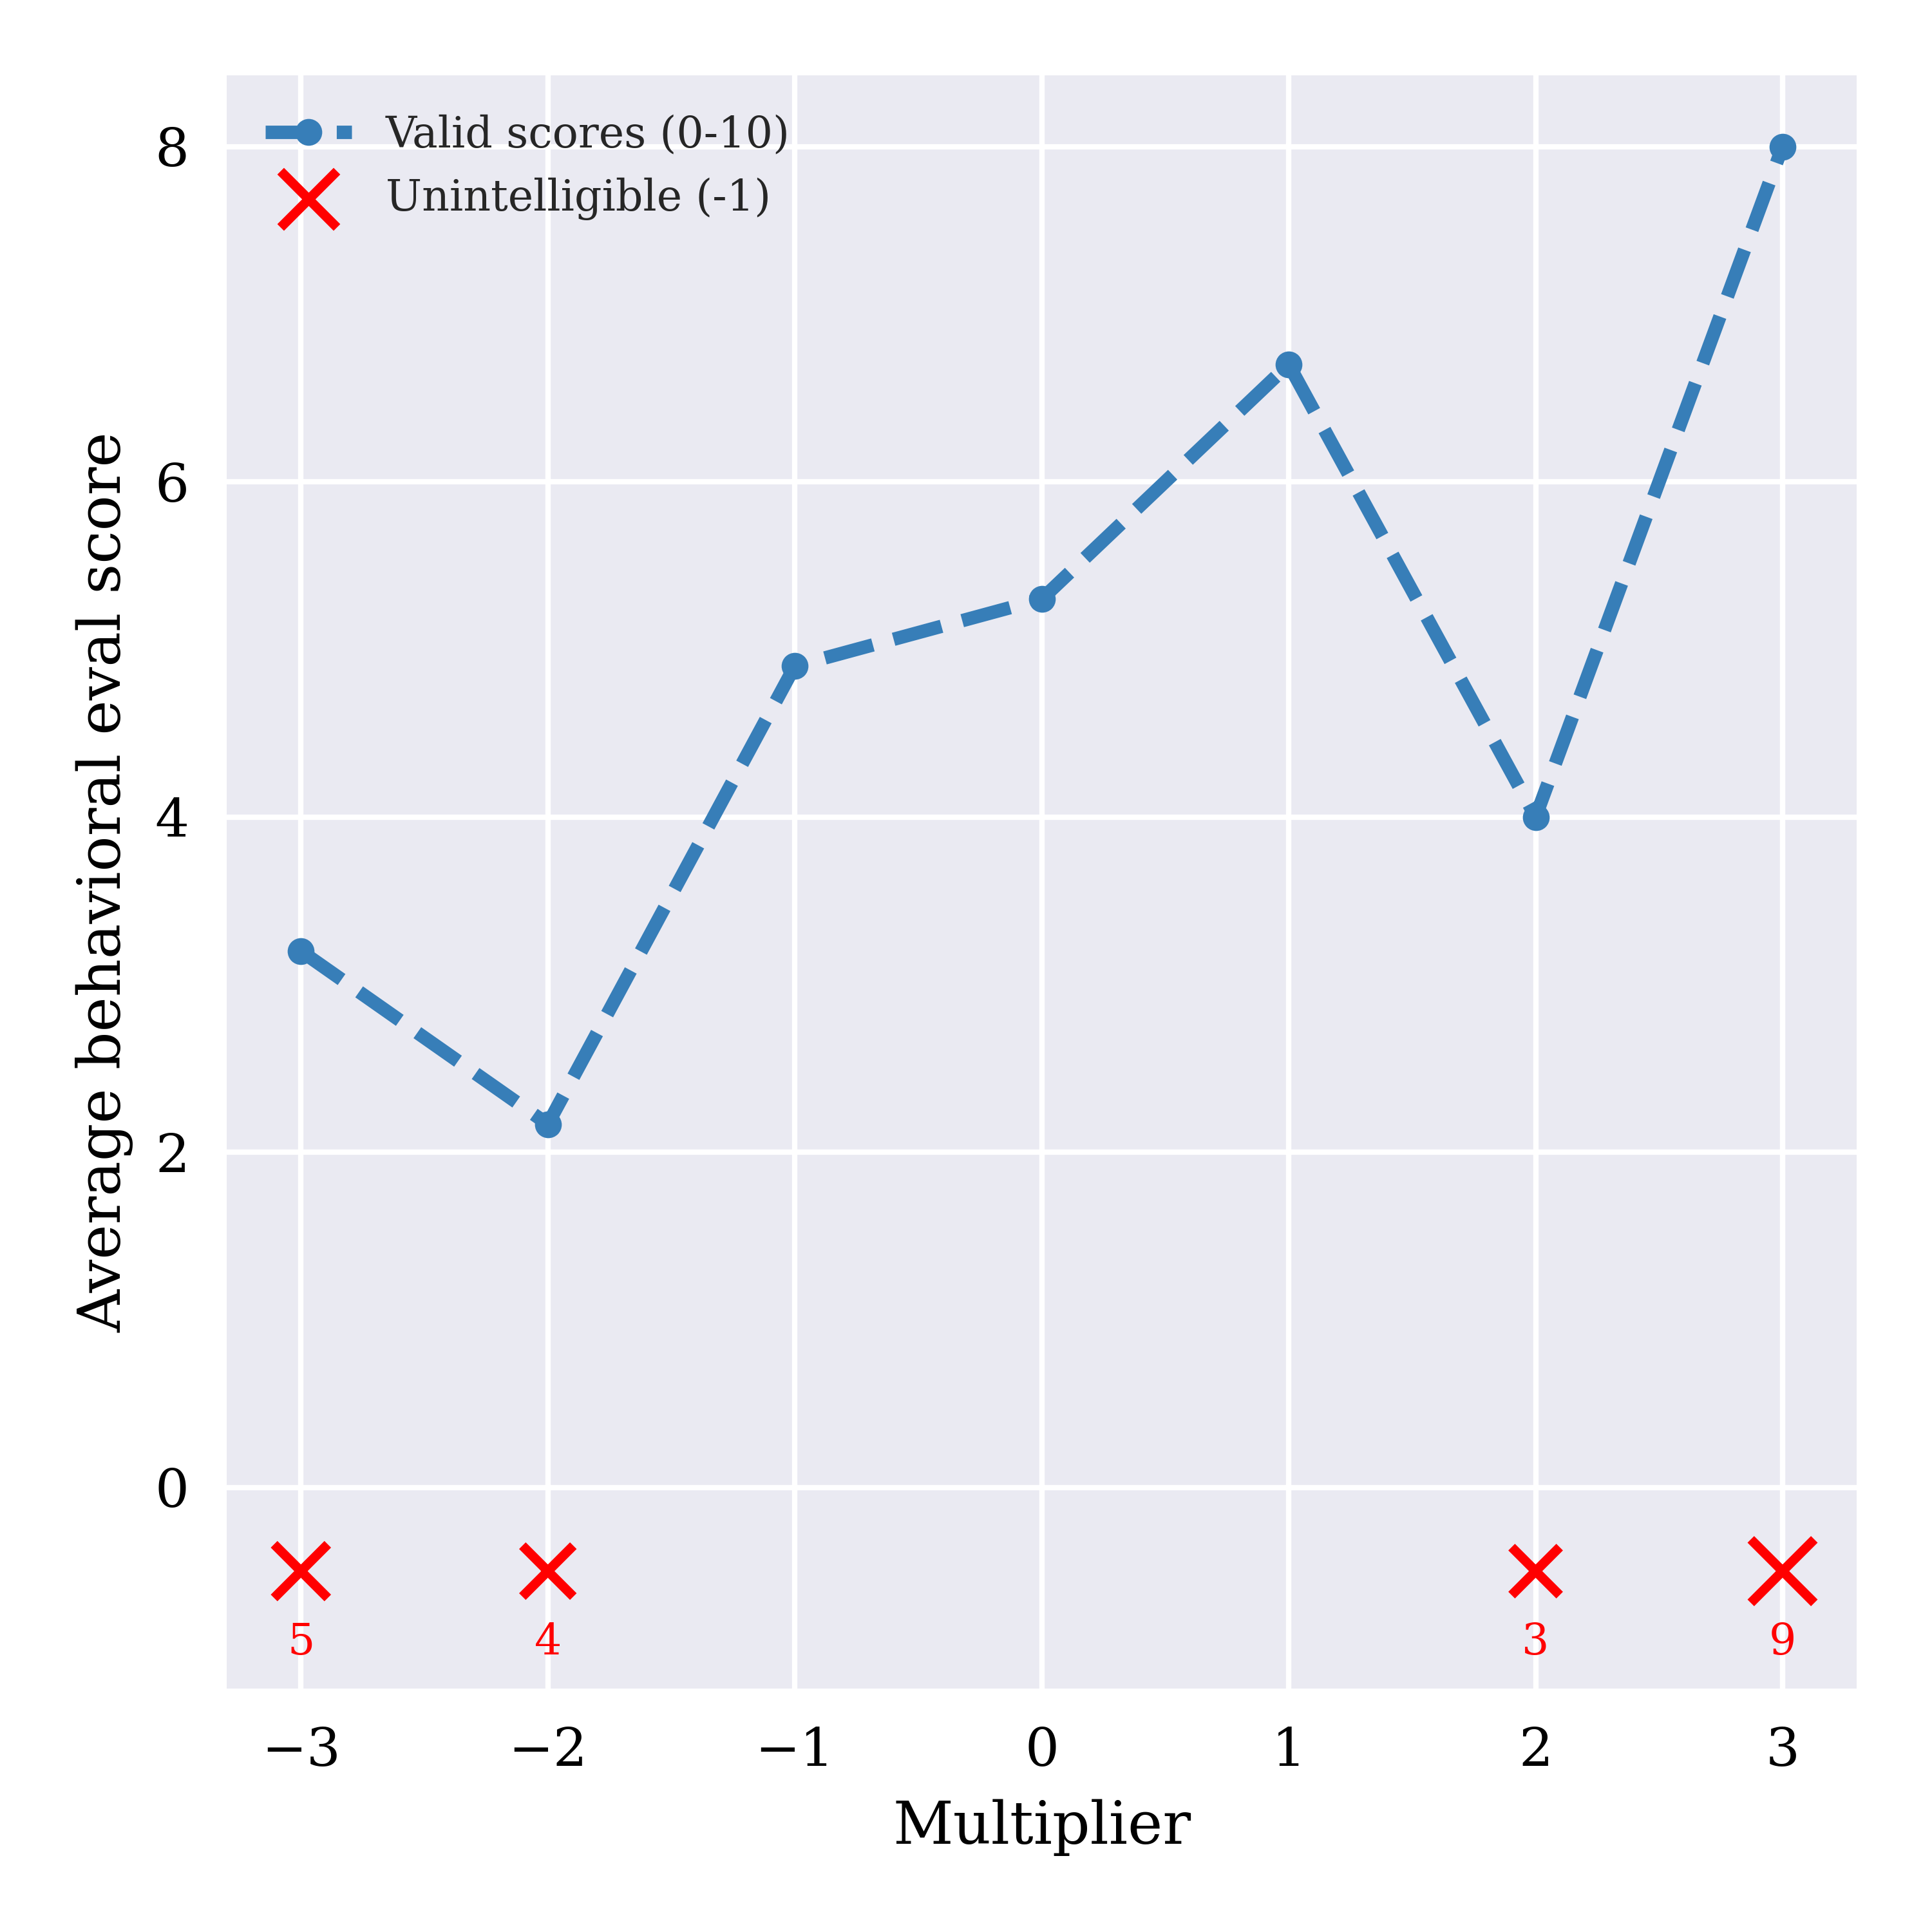 Valid scores (0-10)
Unintelligible (-1)
8
6
4
2
0
Average behavioral eval score
5 4 3 9
−3 −2 −1 0 1 2 3
Multiplier